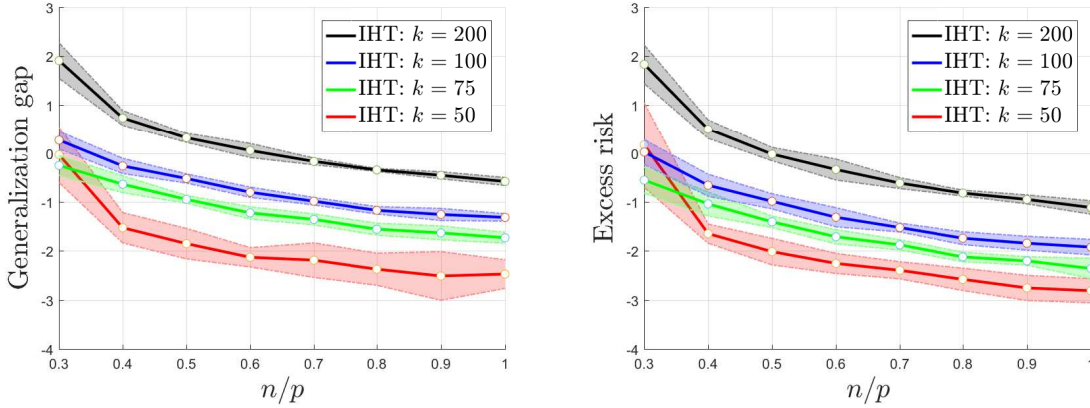 Generalization gap
3
2
1
0
-1
-2
-3
-4
0.3 0.4 0.5 0.6 0.7 0.8 0.9 1
n/p
IHT: k = 200
IHT: k = 100
IHT: k = 75
IHT: k = 50
Excess risk
3
2
1
0
-1
-2
-3
-4
0.3 0.4 0.5 0.6 0.7 0.8 0.9 1
n/p
IHT: k = 200
IHT: k = 100
IHT: k = 75
IHT: k = 50